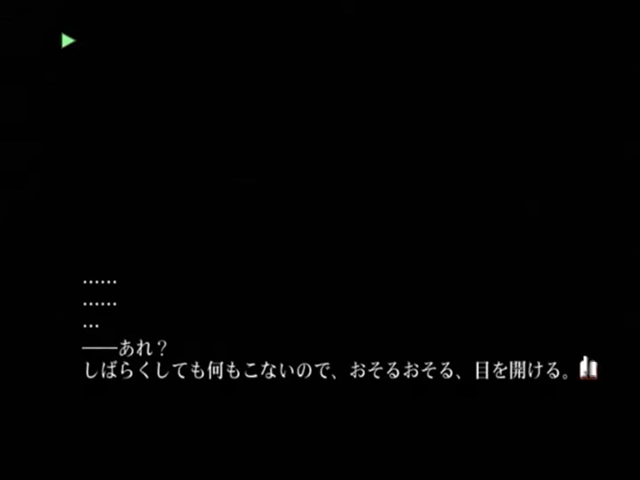 ……
……
…
――あれ？
しばらくしても何もこないので、おそるおそる、目を開ける。